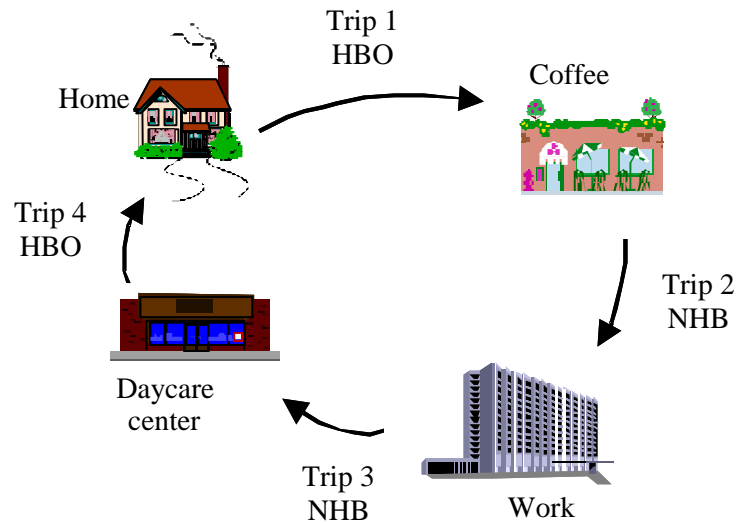 Trip 1
HBO
Coffee
Home
Trip 4
HBO
Trip 2
NHB
Daycare
center
Trip 3
NHB
Work